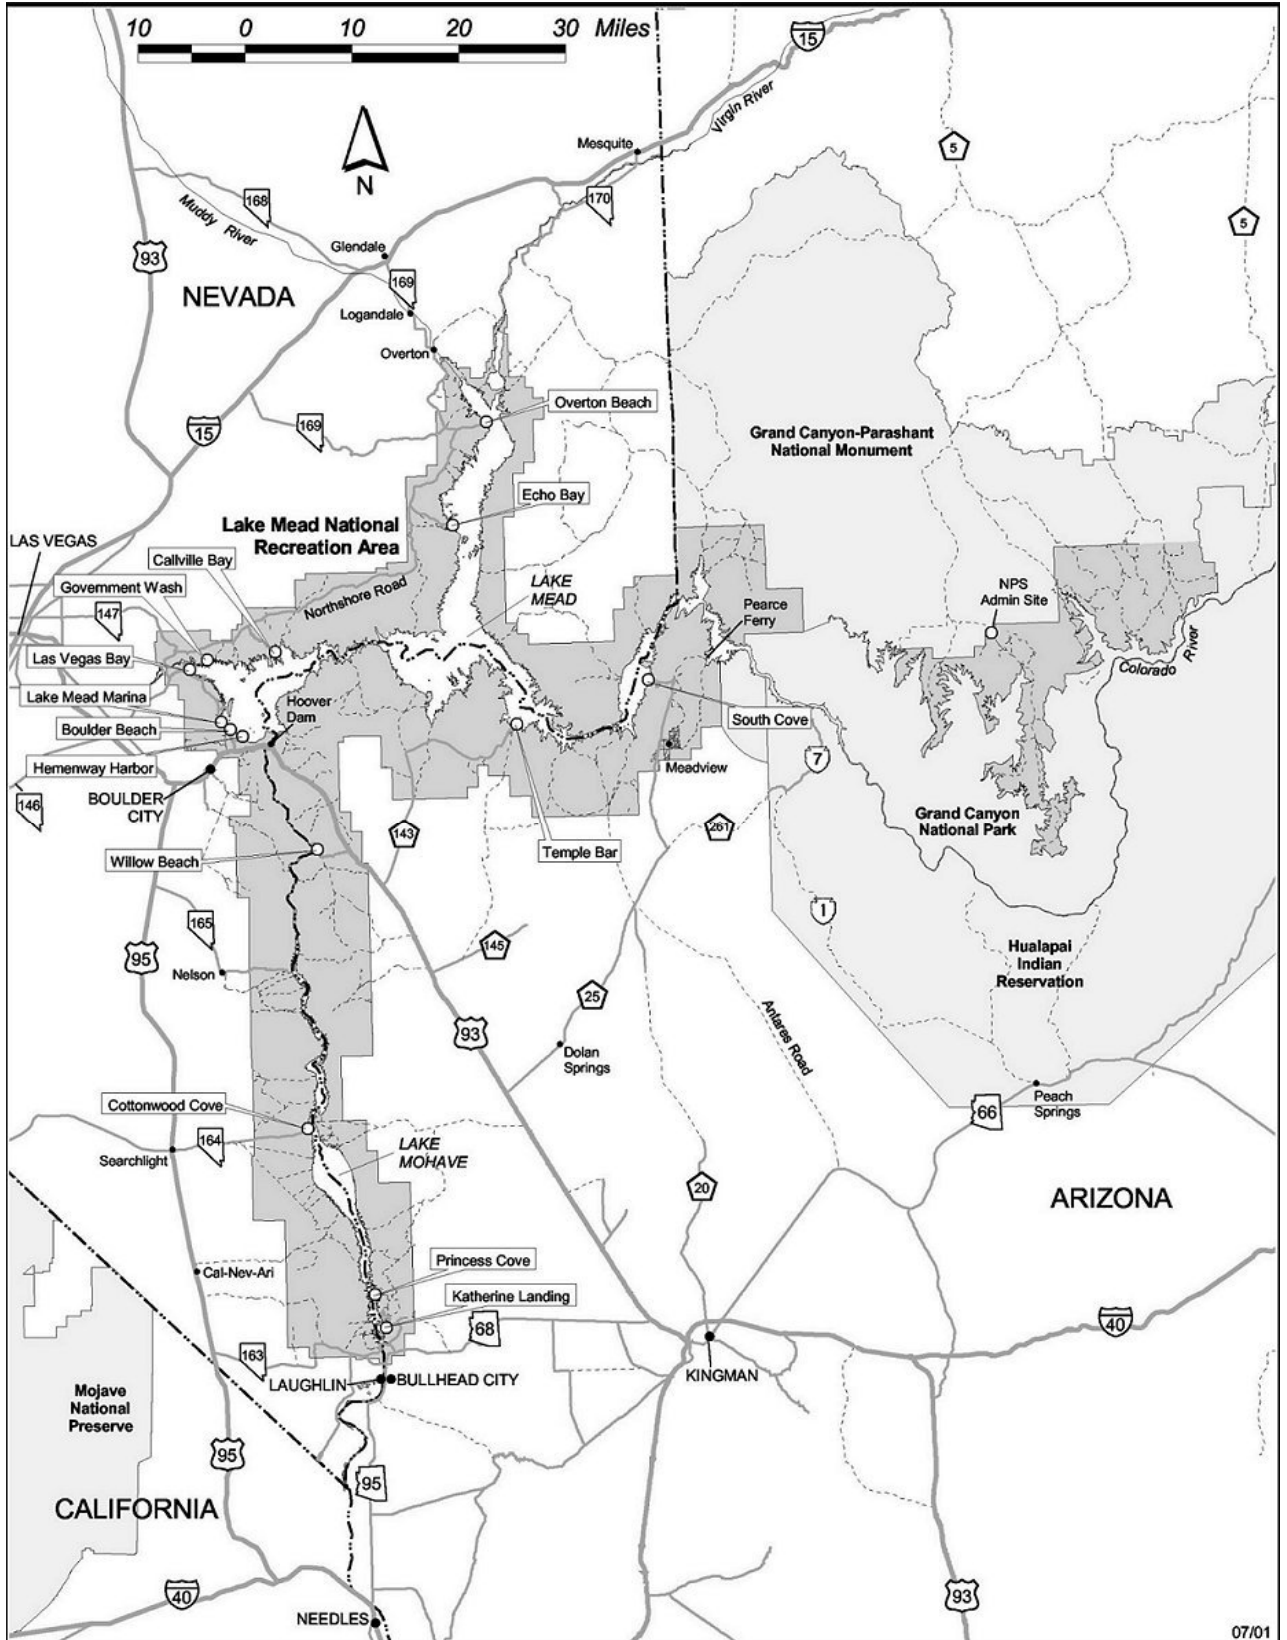 10 0 10 20 30 Miles
15
Virgin River
Mesquite
5
N
168
170
Muddy River
5
Glendale
93
169
NEVADA
Logandale
Overton
Overton Beach
15
169
Grand Canyon-Parashant
National Monument
Echo Bay
Lake Mead National
Recreation Area
LAS VEGAS
Callville Bay
Government Wash
LAKE
MEAD
NPS
Admin Site
Northshore Road
147
Pearce
Ferry
Las Vegas Bay
Colorado River
Lake Mead Marina
Hoover
Dam
South Cove
Boulder Beach
Hemenway Harbor
7
Meadview
BOULDER
CITY
146
Grand Canyon
National Park
143
261
Temple Bar
Willow Beach
1
165
145
Hualapai
Indian
Reservation
95
Nelson
25
93
Antares Road
Dolan
Springs
Peach
Springs
Cottonwood Cove
66
164
LAKE
MOHAVE
Searchlight
20
ARIZONA
Princess Cove
Cal-Nev-Ari
Katherine Landing
68
40
163
KINGMAN
LAUGHLIN
BULLHEAD CITY
Mojave
National
Preserve
95
95
CALIFORNIA
40
93
NEEDLES
07/01